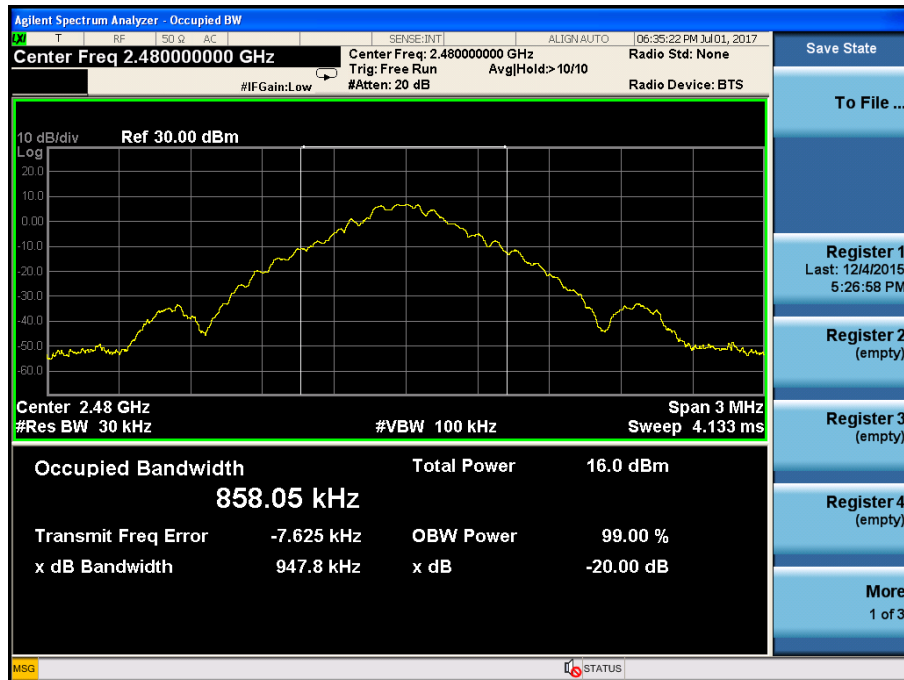 Agilent Spectrum Analyzer - Occupied BW
LXI T RF 50 Ω AC SENSE:INT ALIGN AUTO 06:35:22 PM Jul 01, 2017
Center Freq 2.480000000 GHz
Center Freq: 2.480000000 GHz Radio Std: None
Trig: Free Run Avg|Hold:>10/10
#IFGain:Low #Atten: 20 dB Radio Device: BTS
10 dB/div Ref 30.00 dBm
Log
20.0
10.0
0.00
-10.0
-20.0
-30.0
-40.0
-50.0
-60.0
Center 2.48 GHz Span 3 MHz
#Res BW 30 kHz #VBW 100 kHz Sweep 4.133 ms
Occupied Bandwidth Total Power 16.0 dBm
858.05 kHz
Transmit Freq Error -7.625 kHz OBW Power 99.00 %
x dB Bandwidth 947.8 kHz x dB -20.00 dB
MSG STATUS
Save State
To File ...
Register 1
Last: 12/4/2015
5:26:58 PM
Register 2
(empty)
Register 3
(empty)
Register 4
(empty)
More
1 of 3